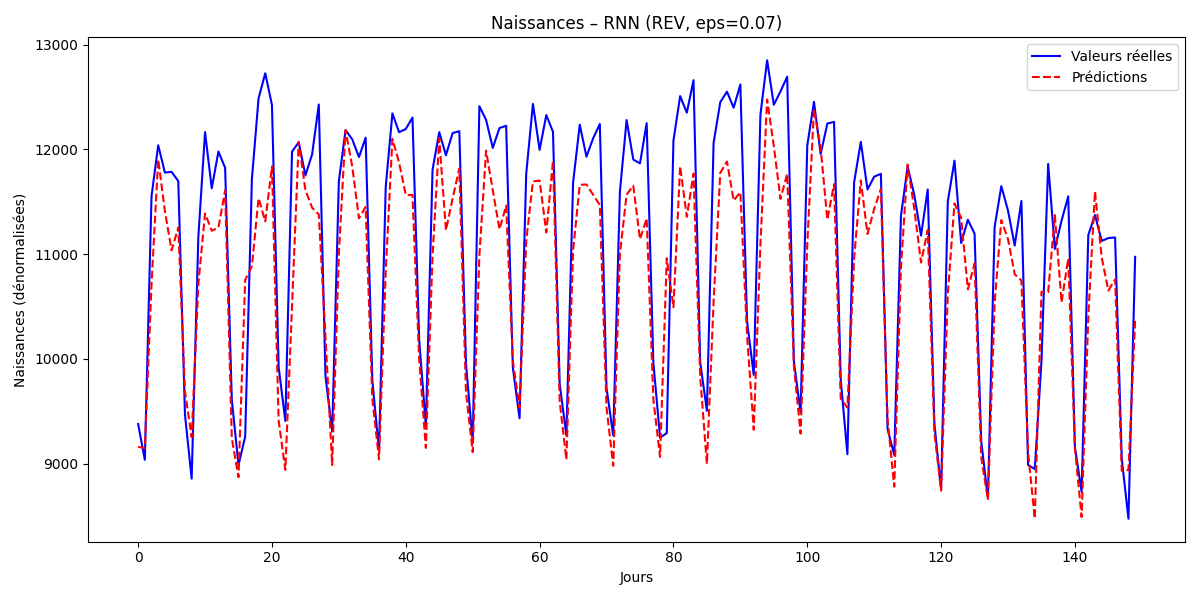 Naissances – RNN (REV, eps=0.07)
Valeurs réelles
Prédictions
Naissances (dénormalisées)
13000
12000
11000
10000
9000
0 20 40 60 80 100 120 140
Jours